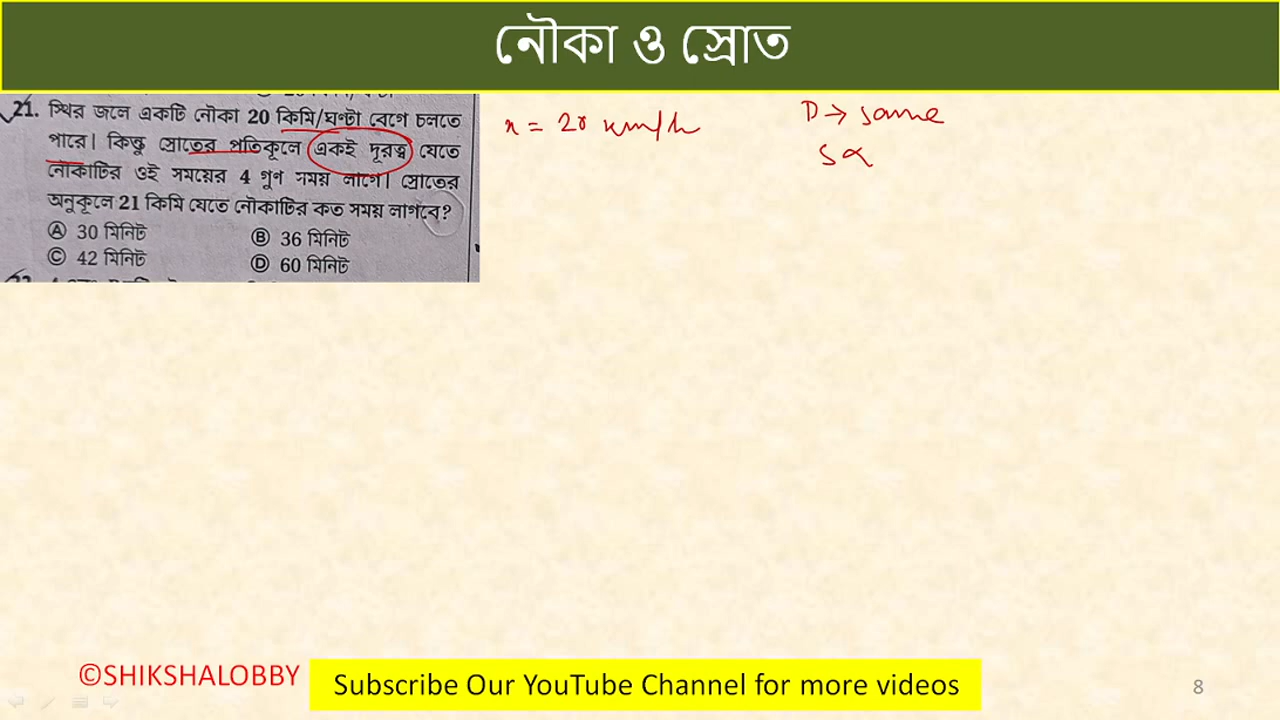 নৌকা ও স্রোত
21. স্থির জলে একটি নৌকা 20 কিমি/ঘণ্টা বেগে চলতে
পারে। কিন্তু স্রোতের প্রতিকূলে একই দূরত্ব যেতে
নৌকাটির ওই সময়ের 4 গুণ সময় লাগে। স্রোতের
অনুকূলে 21 কিমি যেতে নৌকাটির কত সময় লাগবে?
Ⓐ 30 মিনিট Ⓑ 36 মিনিট
Ⓒ 42 মিনিট Ⓓ 60 মিনিট
x = 20 km/h
D → same
S ∝
©SHIKSHALOBBY
Subscribe Our YouTube Channel for more videos
8